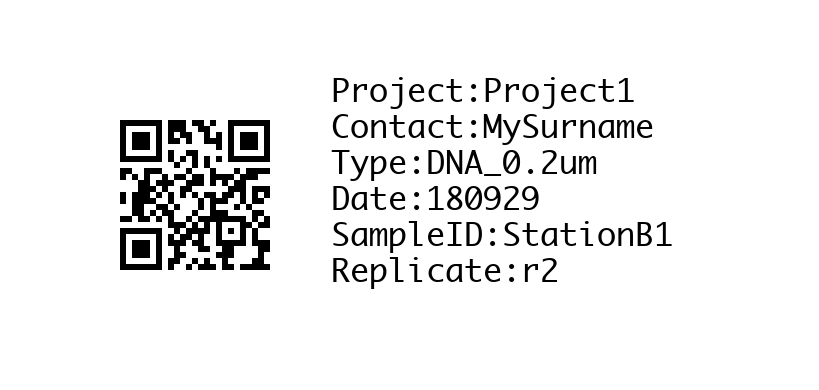 Project:Project1
Contact:MySurname
Type:DNA_0.2um
Date:180929
SampleID:StationB1
Replicate:r2